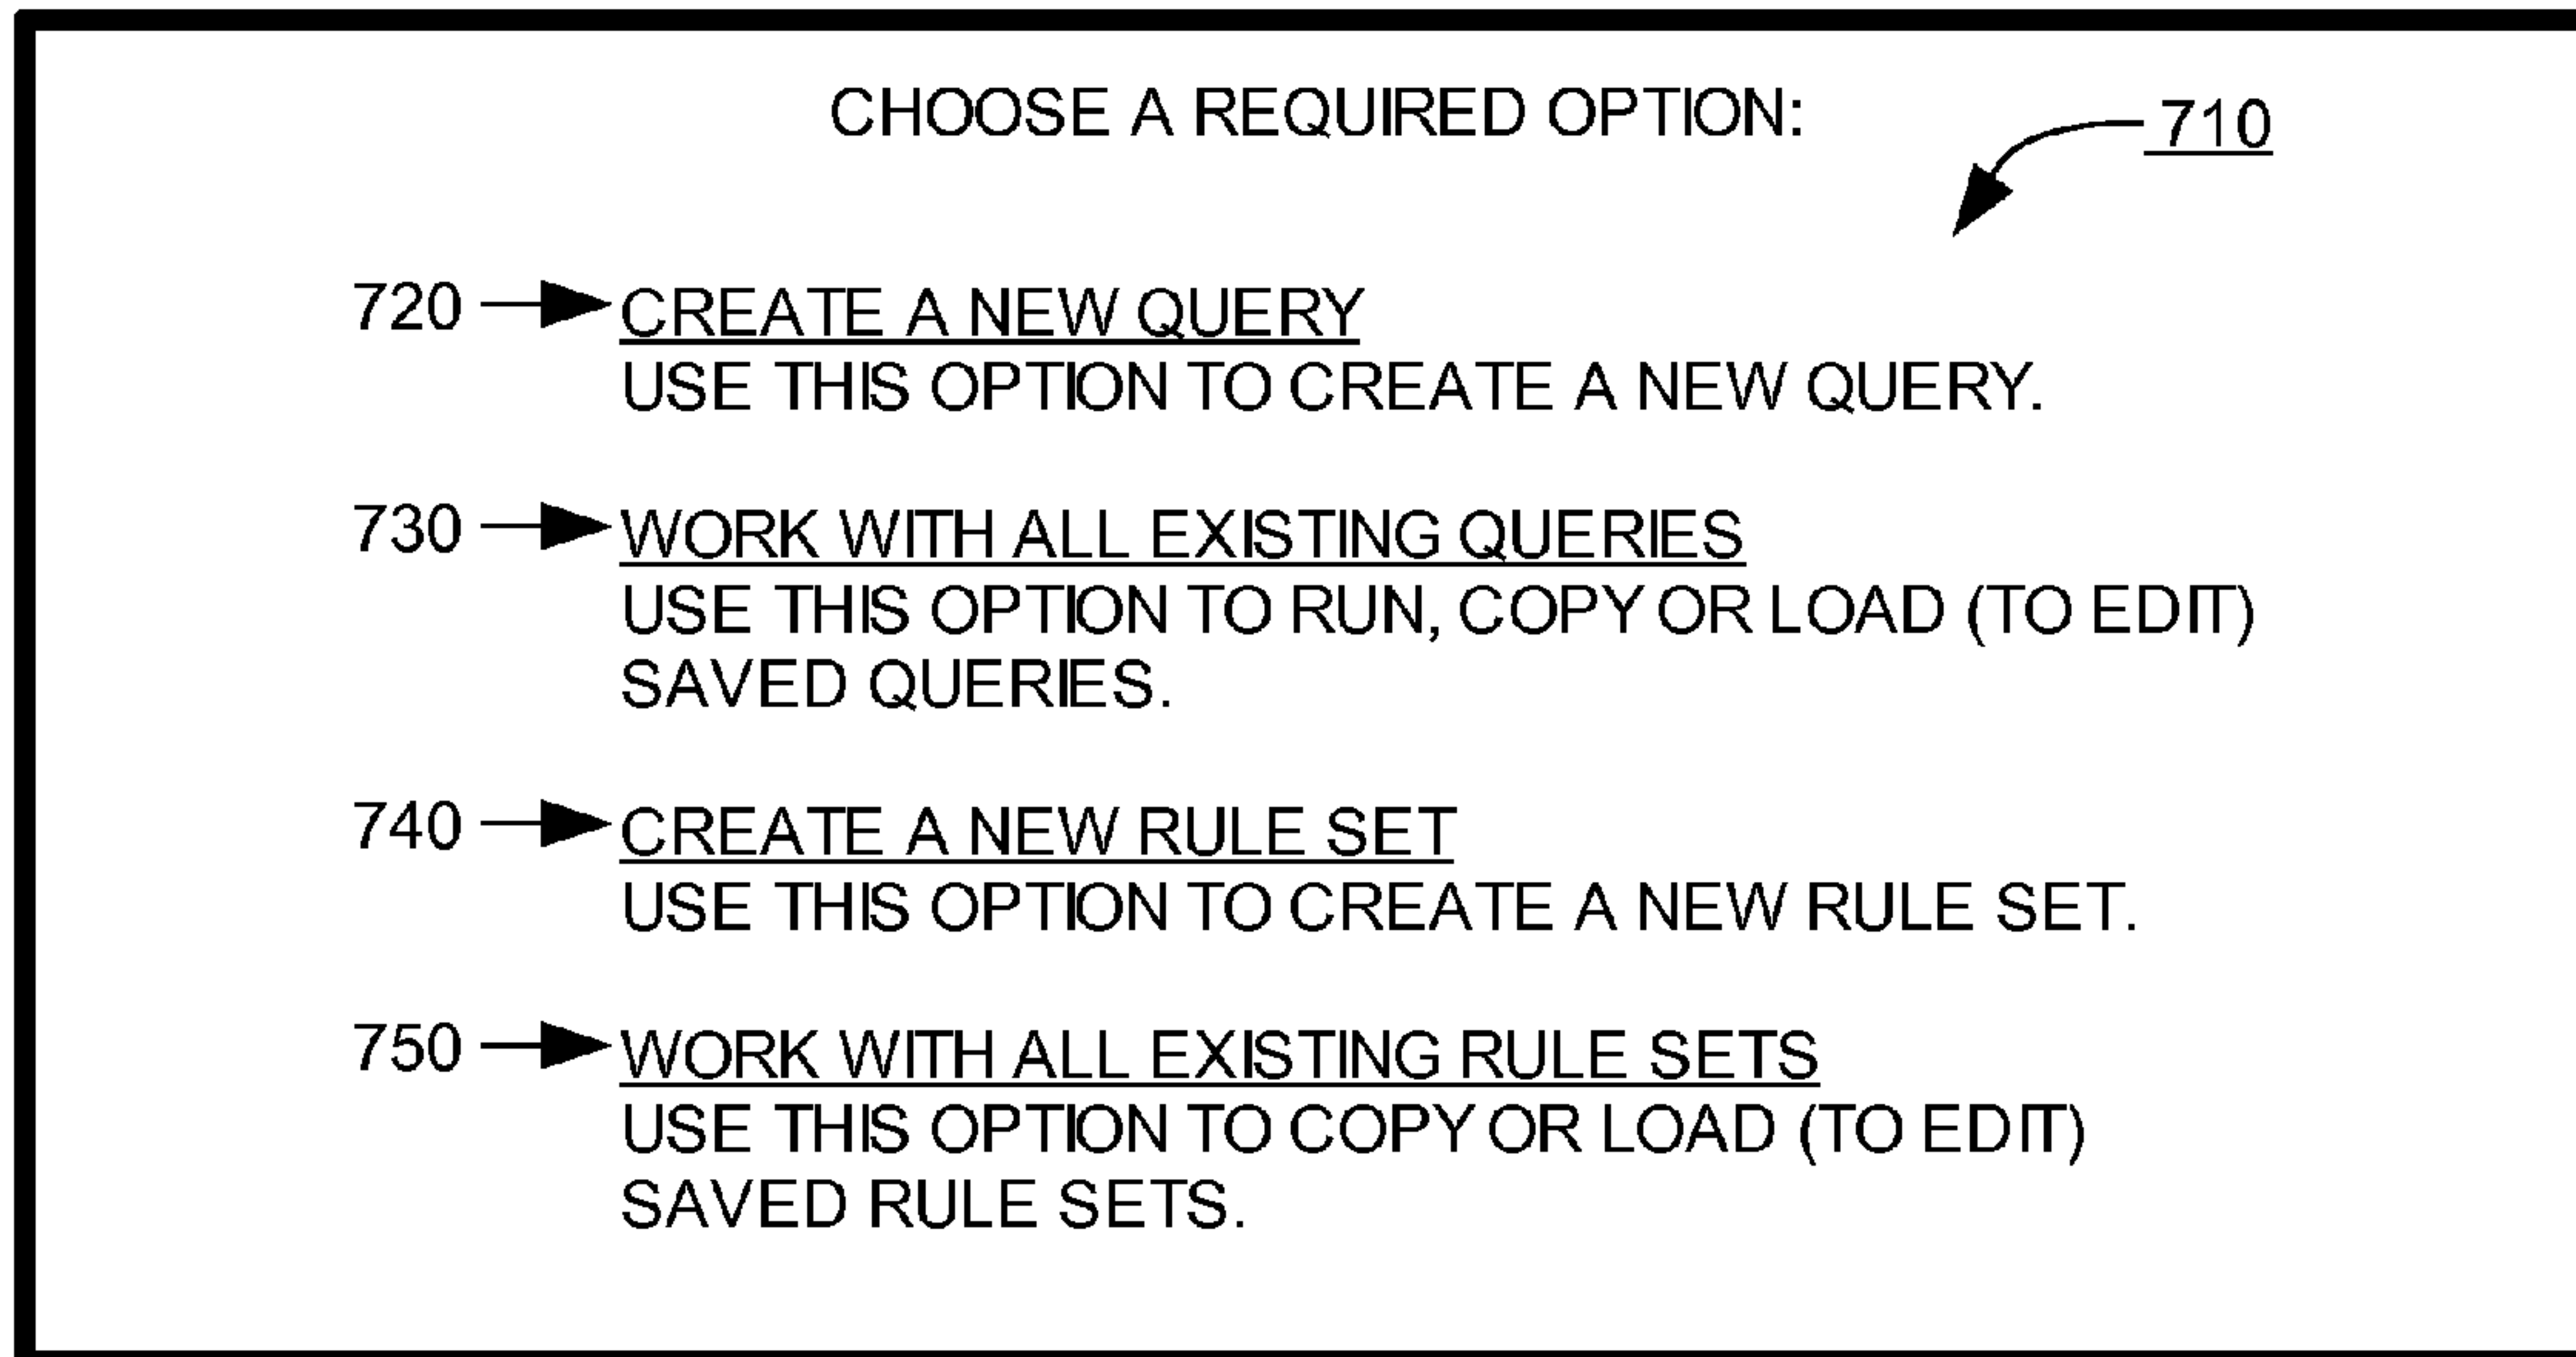 CHOOSE A REQUIRED OPTION:
710
720 CREATE A NEW QUERY
USE THIS OPTION TO CREATE A NEW QUERY.
730 WORK WITH ALL EXISTING QUERIES
USE THIS OPTION TO RUN, COPY OR LOAD (TO EDIT)
SAVED QUERIES.
740 CREATE A NEW RULE SET
USE THIS OPTION TO CREATE A NEW RULE SET.
750 WORK WITH ALL EXISTING RULE SETS
USE THIS OPTION TO COPY OR LOAD (TO EDIT)
SAVED RULE SETS.